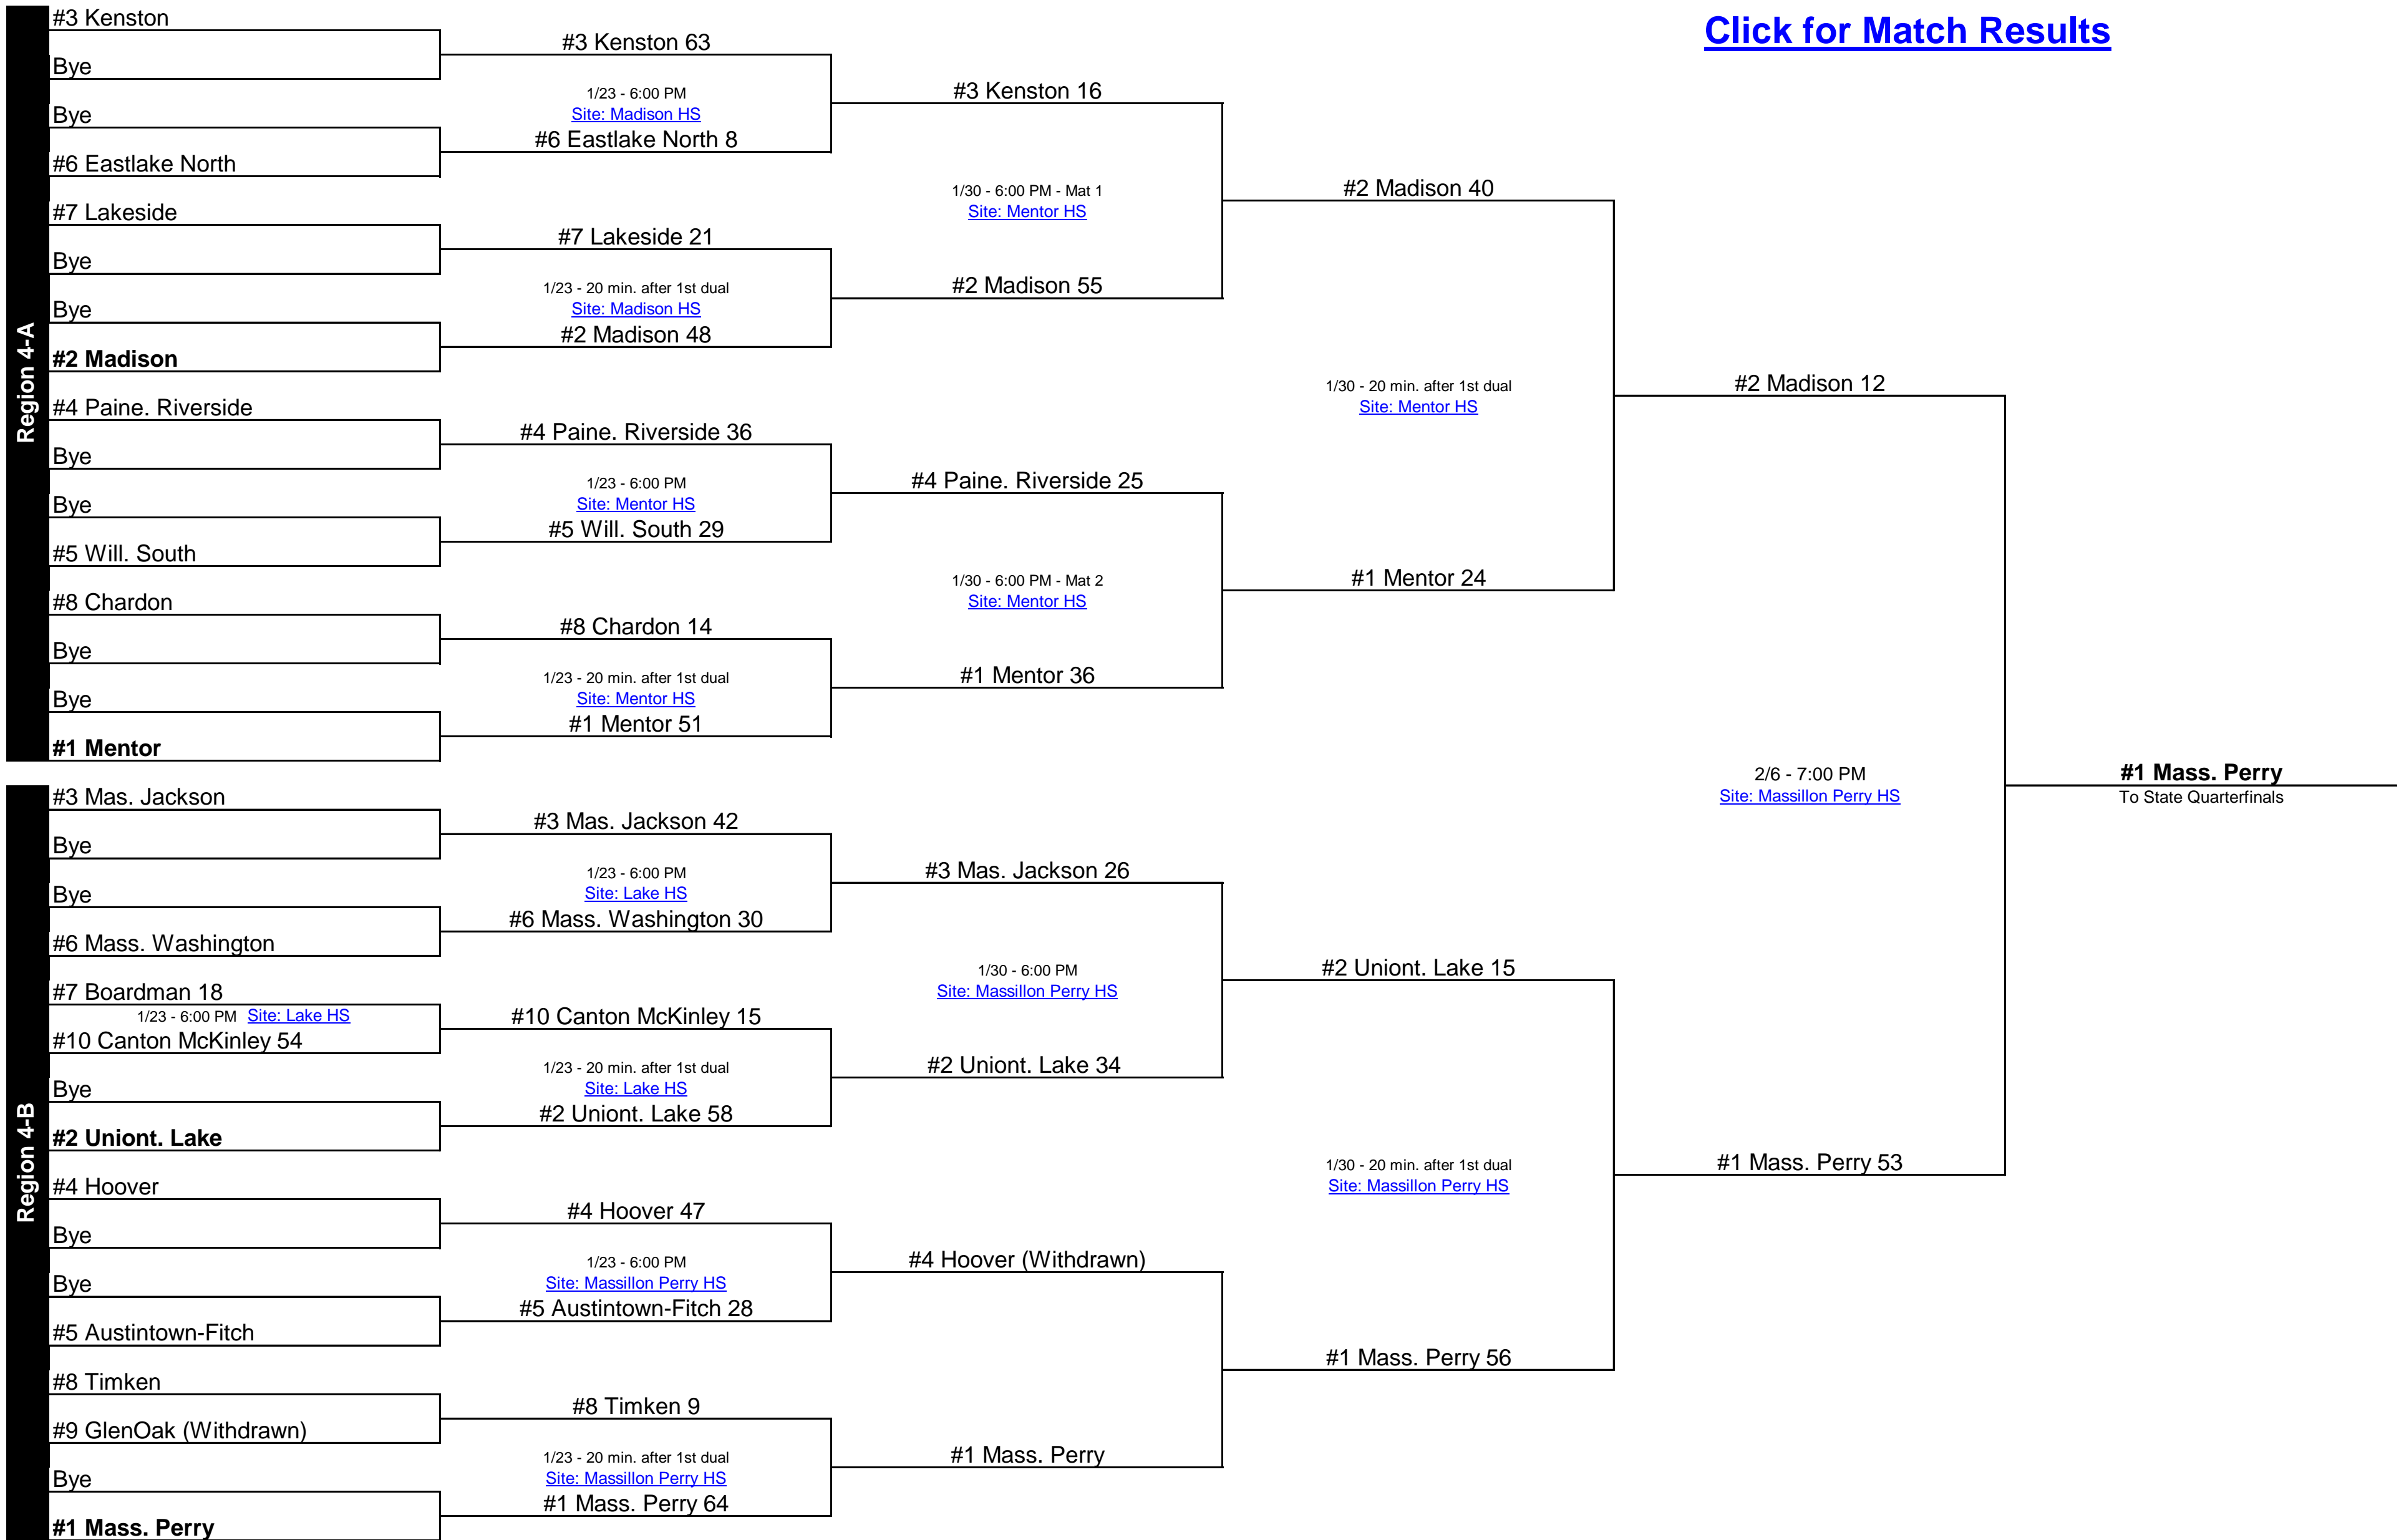 Click for Match Results
Region 4-A
#3 Kenston
Bye
Bye
#6 Eastlake North
#7 Lakeside
Bye
Bye
#2 Madison
#4 Paine. Riverside
Bye
Bye
#5 Will. South
#8 Chardon
Bye
Bye
#1 Mentor
Region 4-B
#3 Mas. Jackson
Bye
Bye
#6 Mass. Washington
#7 Boardman 18
1/23 - 6:00 PM Site: Lake HS
#10 Canton McKinley 54
Bye
#2 Uniont. Lake
#4 Hoover
Bye
Bye
#5 Austintown-Fitch
#8 Timken
#9 GlenOak (Withdrawn)
Bye
#1 Mass. Perry
#3 Kenston 63
1/23 - 6:00 PM
Site: Madison HS
#6 Eastlake North 8
#7 Lakeside 21
1/23 - 20 min. after 1st dual
Site: Madison HS
#2 Madison 48
#4 Paine. Riverside 36
1/23 - 6:00 PM
Site: Mentor HS
#5 Will. South 29
#8 Chardon 14
1/23 - 20 min. after 1st dual
Site: Mentor HS
#1 Mentor 51
#3 Mas. Jackson 42
1/23 - 6:00 PM
Site: Lake HS
#6 Mass. Washington 30
#10 Canton McKinley 15
1/23 - 20 min. after 1st dual
Site: Lake HS
#2 Uniont. Lake 58
#4 Hoover 47
1/23 - 6:00 PM
Site: Massillon Perry HS
#5 Austintown-Fitch 28
#8 Timken 9
1/23 - 20 min. after 1st dual
Site: Massillon Perry HS
#1 Mass. Perry 64
#3 Kenston 16
1/30 - 6:00 PM - Mat 1
Site: Mentor HS
#2 Madison 55
#4 Paine. Riverside 25
1/30 - 6:00 PM - Mat 2
Site: Mentor HS
#1 Mentor 36
#3 Mas. Jackson 26
1/30 - 6:00 PM
Site: Massillon Perry HS
#2 Uniont. Lake 34
#4 Hoover (Withdrawn)
#1 Mass. Perry
#2 Madison 40
1/30 - 20 min. after 1st dual
Site: Mentor HS
#1 Mentor 24
#2 Uniont. Lake 15
1/30 - 20 min. after 1st dual
Site: Massillon Perry HS
#1 Mass. Perry 56
#2 Madison 12
2/6 - 7:00 PM
Site: Massillon Perry HS
#1 Mass. Perry 53
#1 Mass. Perry
To State Quarterfinals